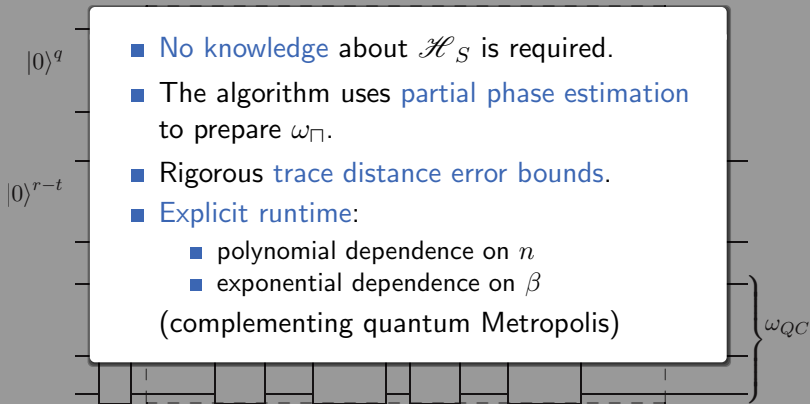 |0⟩^q
■ No knowledge about ℋ_S is required.
■ The algorithm uses partial phase estimation
to prepare ω_⊓.
|0⟩^{r−t}
■ Rigorous trace distance error bounds.
■ Explicit runtime:
■ polynomial dependence on n
■ exponential dependence on β
(complementing quantum Metropolis)
ω_{QC}